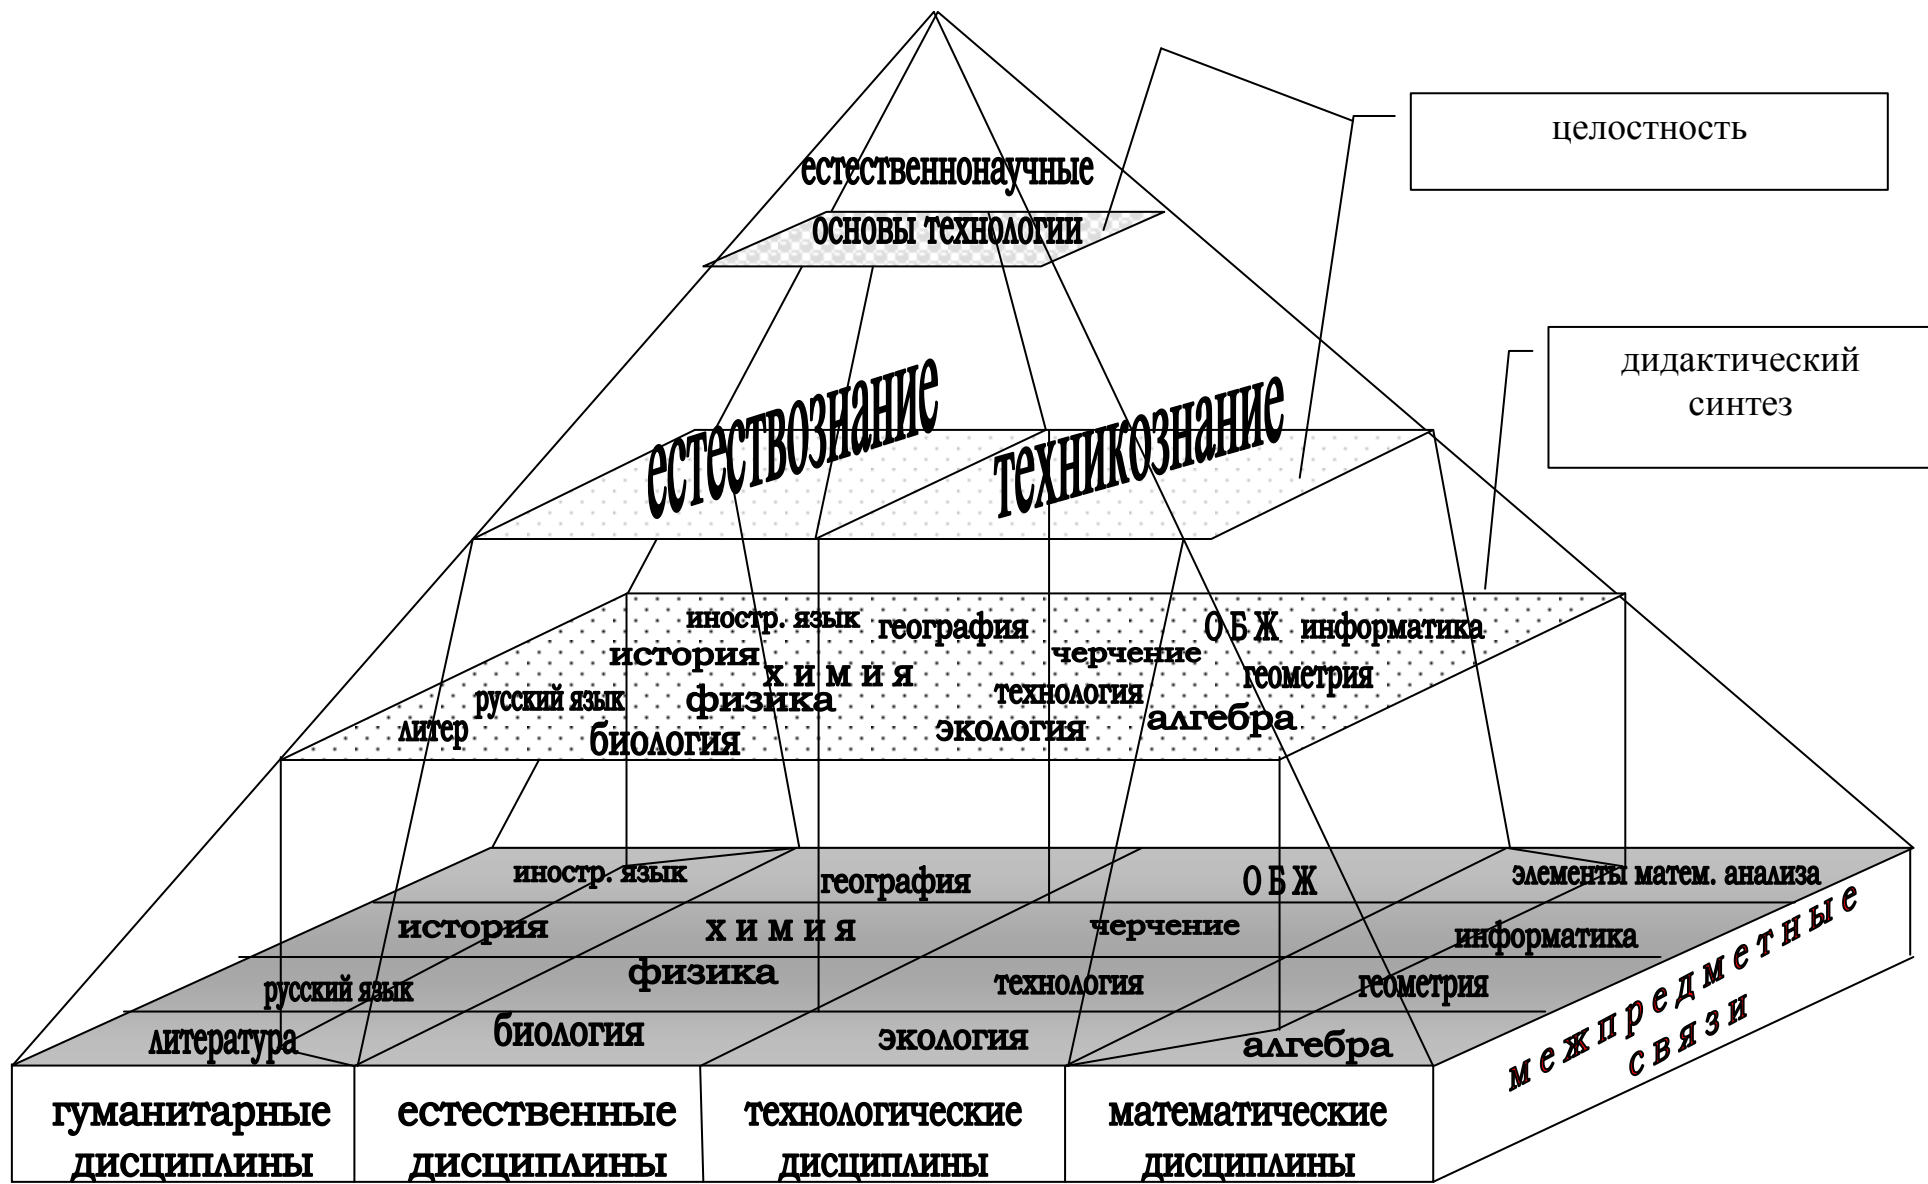 целостность
естественнонаучные
основы технологии
дидактический
синтез
естествознание
техникознание
иностр. язык
география
О Б Ж
информатика
история
х и м и я
черчение
геометрия
русский язык
физика
технология
алгебра
литер
биология
экология
иностр. язык
география
О Б Ж
элементы матем. анализа
история
х и м и я
черчение
информатика
русский язык
физика
технология
геометрия
литература
биология
экология
алгебра
межпредметные
связи
гуманитарные
дисциплины
естественные
дисциплины
технологические
дисциплины
математические
дисциплины